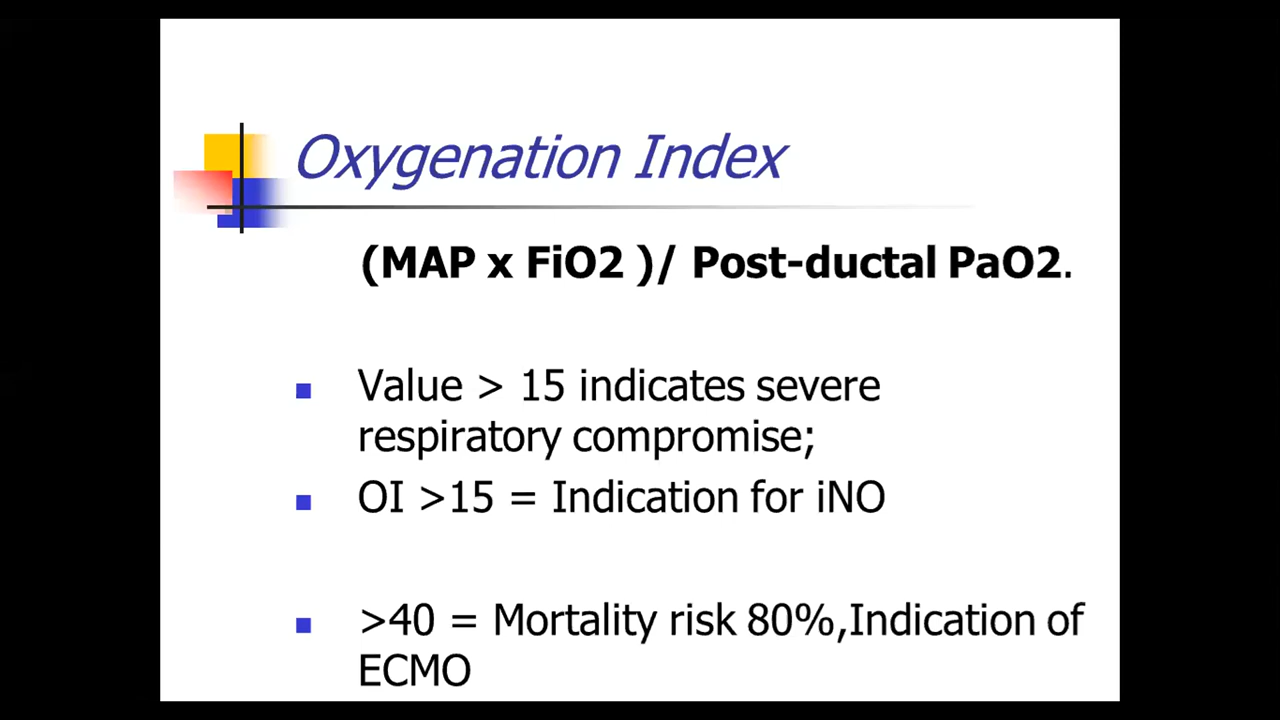 Oxygenation Index
(MAP x FiO2 )/ Post-ductal PaO2.
Value > 15 indicates severe
respiratory compromise;
OI >15 = Indication for iNO
>40 = Mortality risk 80%,Indication of
ECMO